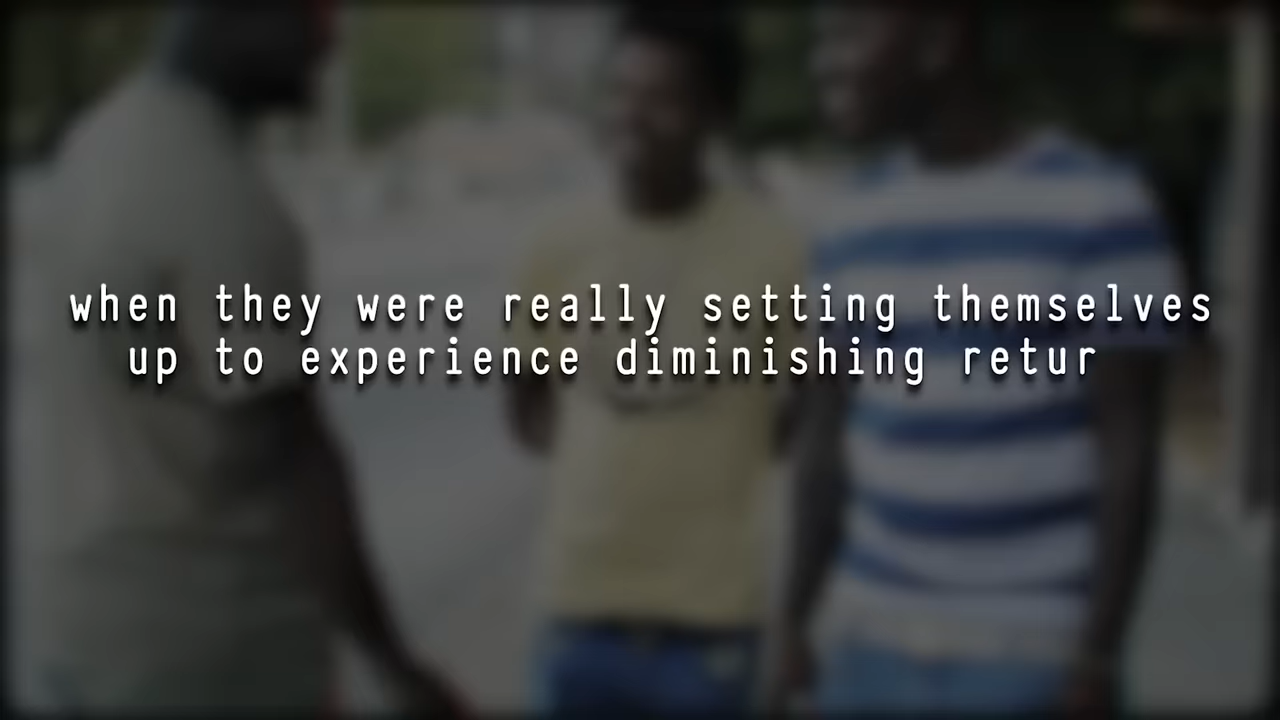 when they were really setting themselves
up to experience diminishing retur